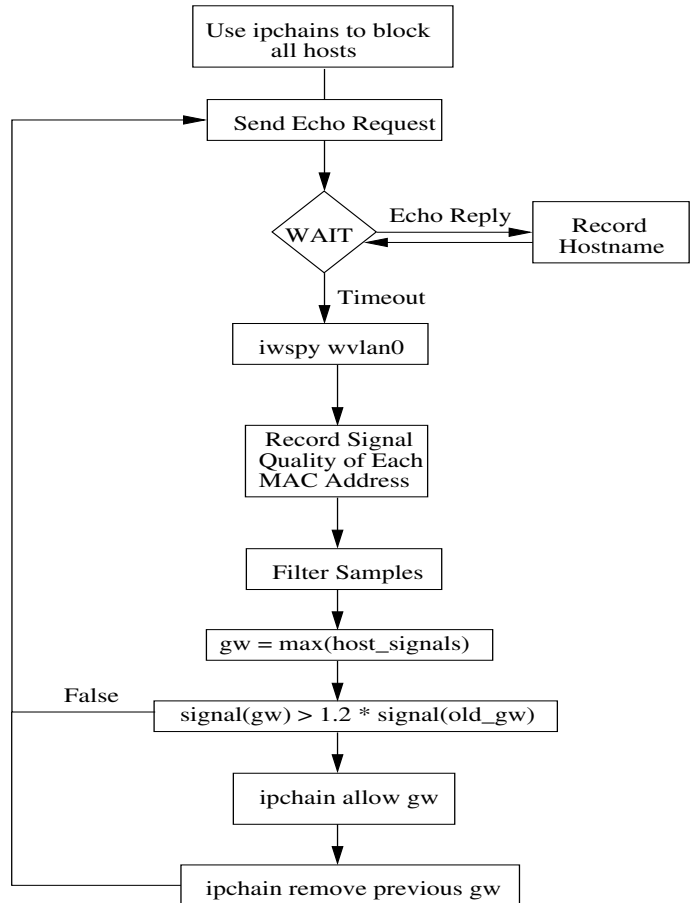 Use ipchains to block
all hosts
Send Echo Request
WAIT
Echo Reply
Record
Hostname
Timeout
iwspy wvlan0
Record Signal
Quality of Each
MAC Address
Filter Samples
gw = max(host_signals)
False
signal(gw) > 1.2 * signal(old_gw)
ipchain allow gw
ipchain remove previous gw